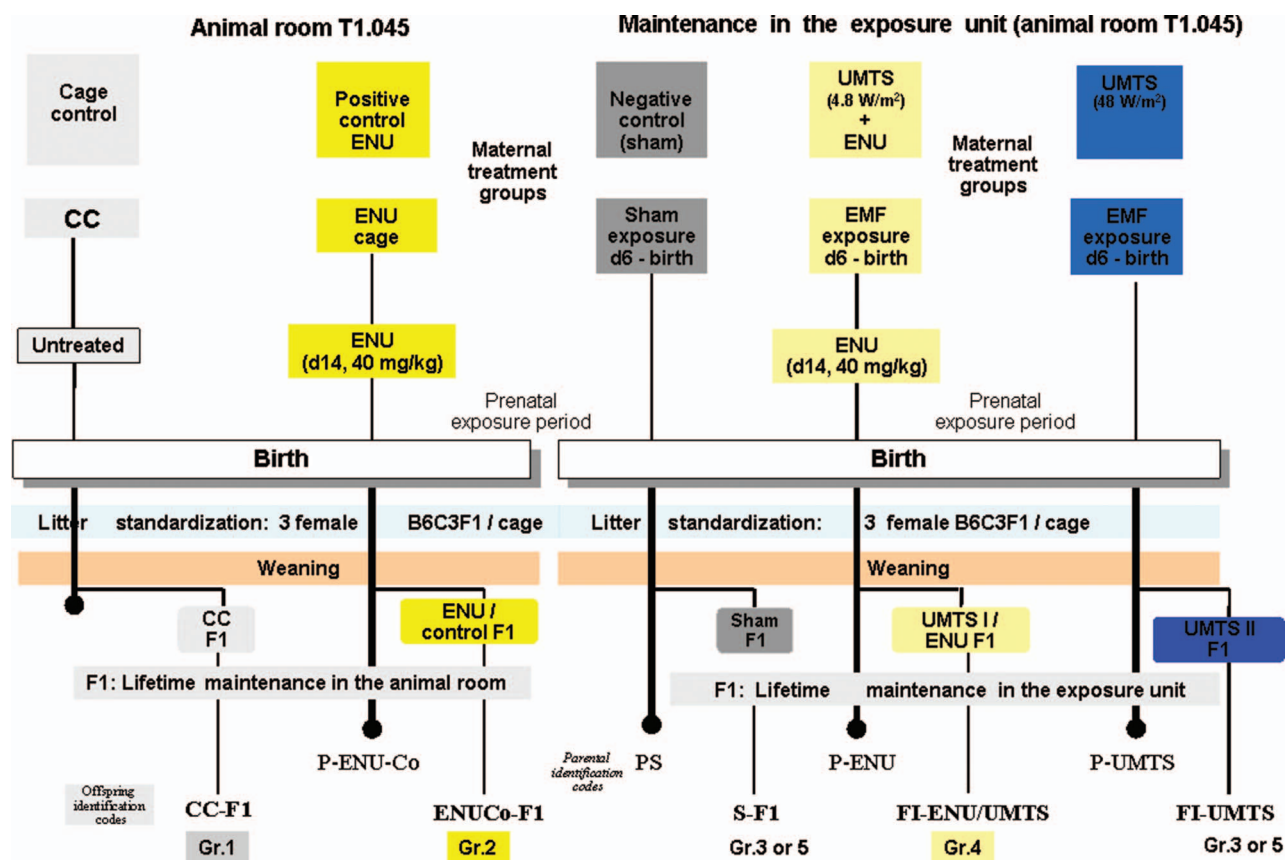 Animal room T1.045
Maintenance in the exposure unit (animal room T1.045)
Cage
control
Positive
control
ENU
Maternal
treatment
groups
Negative
control
(sham)
UMTS
(4.8 W/m²)
+
ENU
Maternal
treatment
groups
UMTS
(48 W/m²)
CC
ENU
cage
Sham
exposure
d6 - birth
EMF
exposure
d6 - birth
EMF
exposure
d6 - birth
Untreated
ENU
(d14, 40 mg/kg)
ENU
(d14, 40 mg/kg)
Prenatal
exposure period
Prenatal
exposure period
Birth
Birth
Litter standardization: 3 female B6C3F1 / cage
Litter standardization: 3 female B6C3F1 / cage
Weaning
Weaning
CC
F1
ENU /
control F1
Sham
F1
UMTS I /
ENU F1
UMTS II
F1
F1: Lifetime maintenance in the animal room
F1: Lifetime maintenance in the exposure unit
P-ENU-Co
Parental
identification
codes
PS
P-ENU
P-UMTS
Offspring
identification
codes
CC-F1
ENUCo-F1
S-F1
FI-ENU/UMTS
FI-UMTS
Gr.1
Gr.2
Gr.3 or 5
Gr.4
Gr.3 or 5